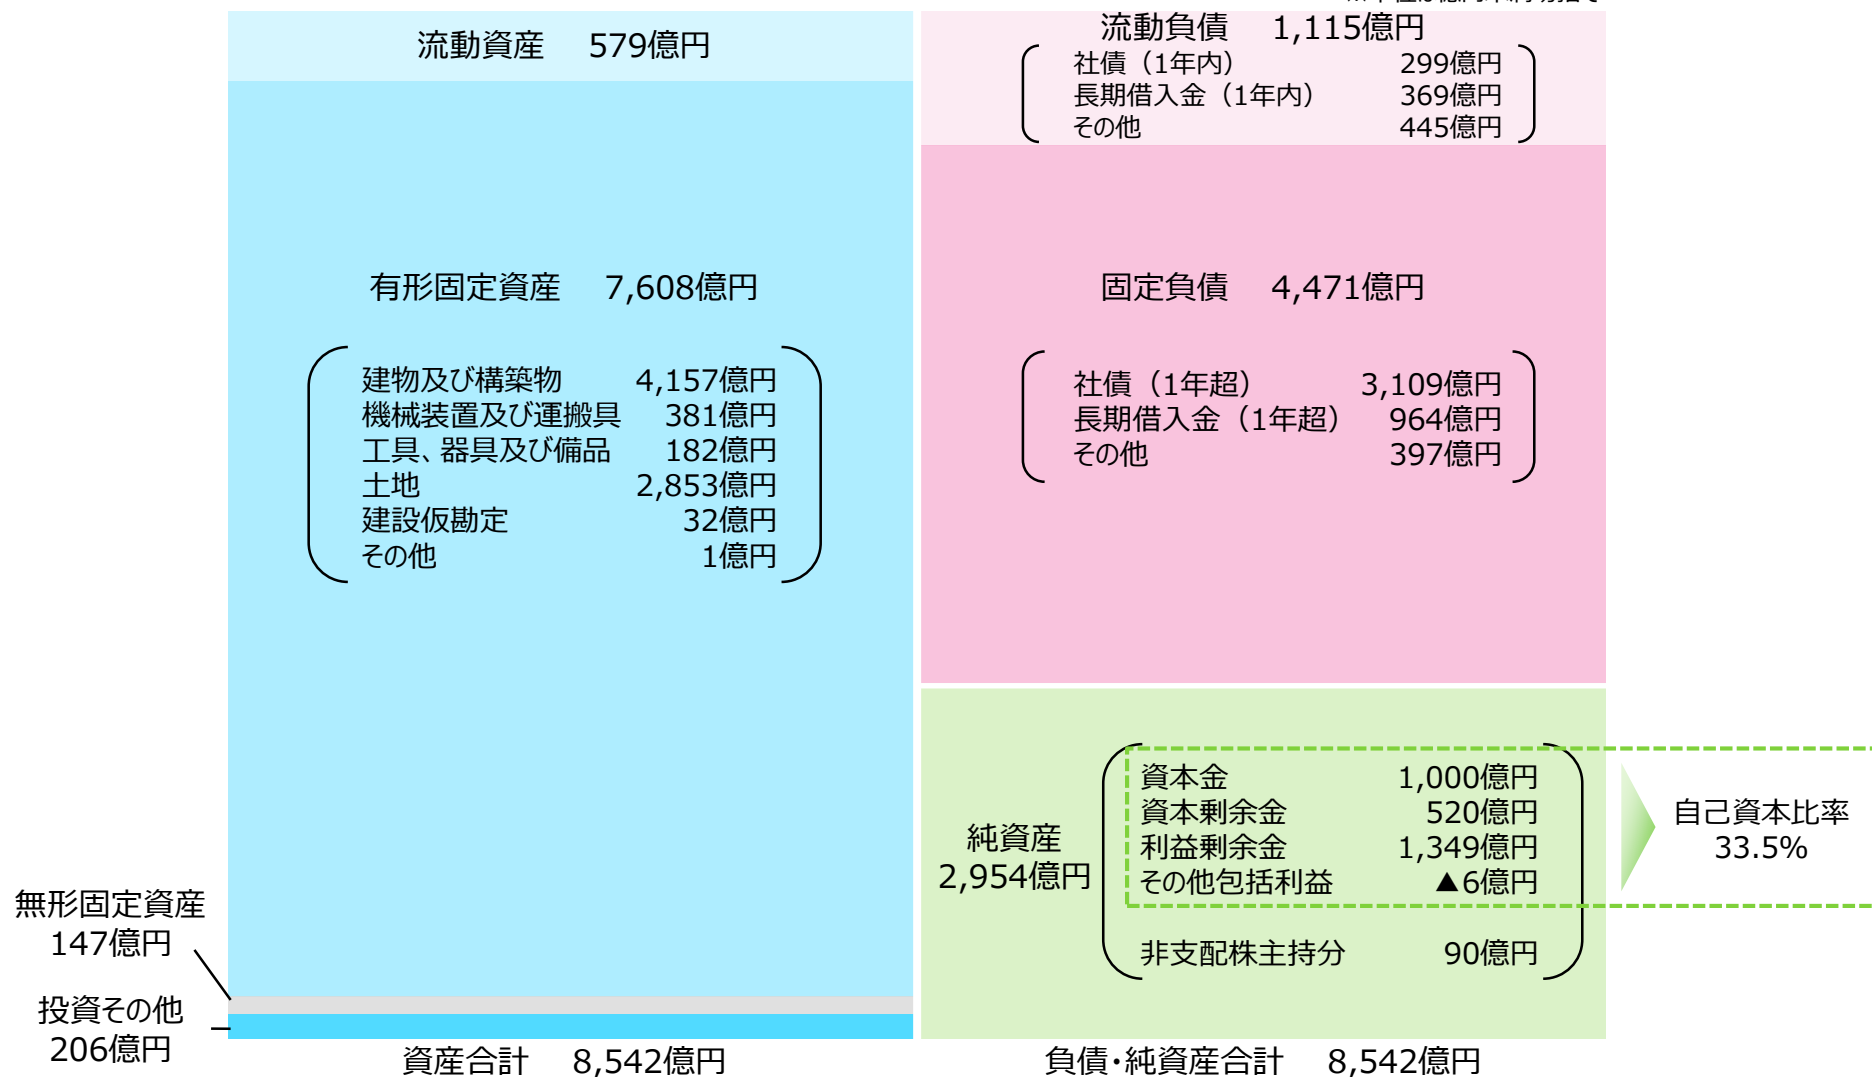 流動資産 579億円
有形固定資産 7,608億円
建物及び構築物 4,157億円
機械装置及び運搬具 381億円
工具、器具及び備品 182億円
土地 2,853億円
建設仮勘定 32億円
その他 1億円
無形固定資産
147億円
投資その他
206億円
資産合計 8,542億円
流動負債 1,115億円
社債（1年内） 299億円
長期借入金（1年内） 369億円
その他 445億円
固定負債 4,471億円
社債（1年超） 3,109億円
長期借入金（1年超） 964億円
その他 397億円
純資産
2,954億円
資本金 1,000億円
資本剰余金 520億円
利益剰余金 1,349億円
その他包括利益 ▲6億円
非支配株主持分 90億円
自己資本比率
33.5%
負債･純資産合計 8,542億円